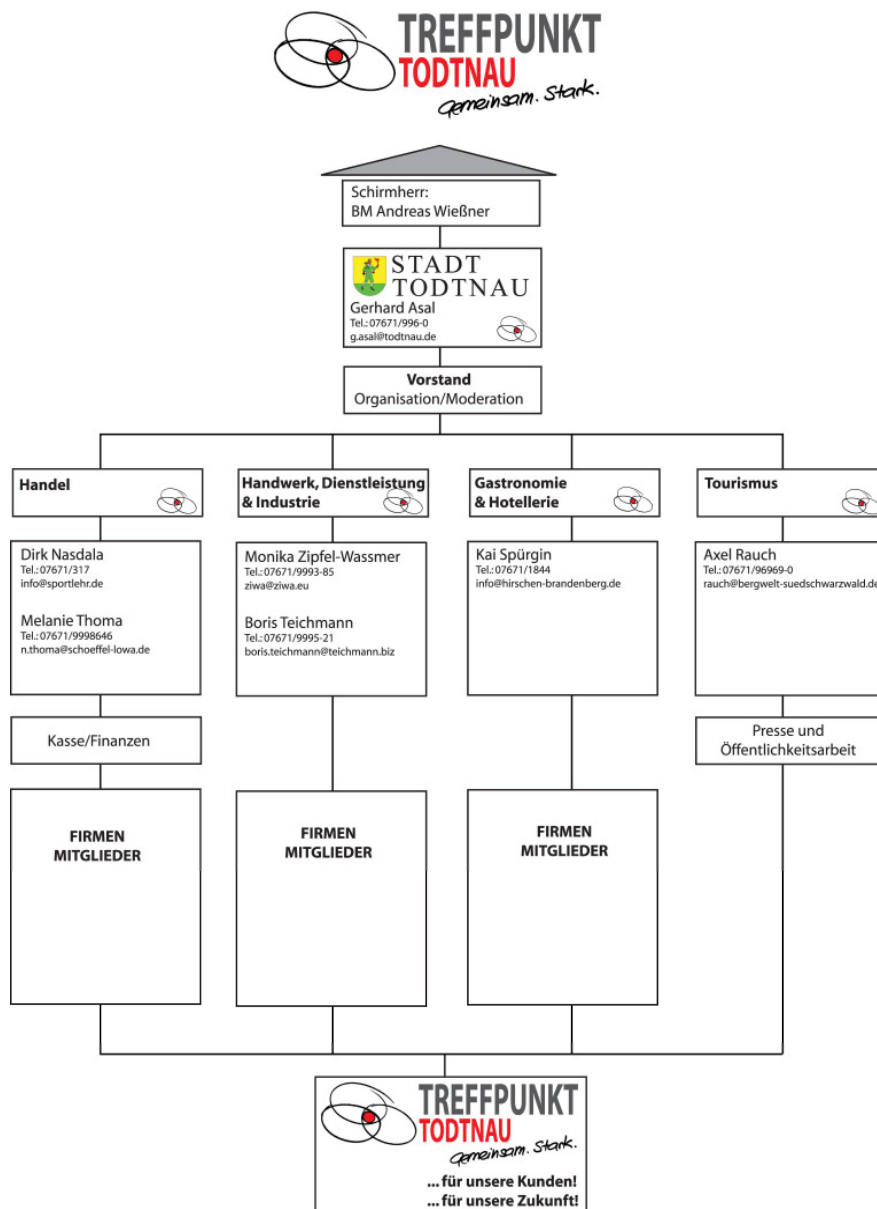 TREFFPUNKT
TODTNAU
Gemeinsam. Stark.
Schirmherr:
BM Andreas Wießner
STADT
TODTNAU
Gerhard Asal
Tel.: 07671/996-0
g.asal@todtnau.de
Vorstand
Organisation/Moderation
Handel
Dirk Nasdala
Tel.: 07671/317
info@sportlehr.de
Melanie Thoma
Tel.: 07671/9998646
n.thoma@schoeffel-lowa.de
Kasse/Finanzen
FIRMEN
MITGLIEDER
Handwerk, Dienstleistung
& Industrie
Monika Zipfel-Wassmer
Tel.: 07671/9993-85
ziwa@ziwa.eu
Boris Teichmann
Tel.: 07671/9995-21
boris.teichmann@teichmann.biz
FIRMEN
MITGLIEDER
Gastronomie
& Hotellerie
Kai Spürgin
Tel.: 07671/1844
info@hirschen-brandenberg.de
FIRMEN
MITGLIEDER
Tourismus
Axel Rauch
Tel.: 07671/96969-0
rauch@bergwelt-suedschwarzwald.de
Presse und
Öffentlichkeitsarbeit
TREFFPUNKT
TODTNAU
Gemeinsam. Stark.
... für unsere Kunden!
... für unsere Zukunft!